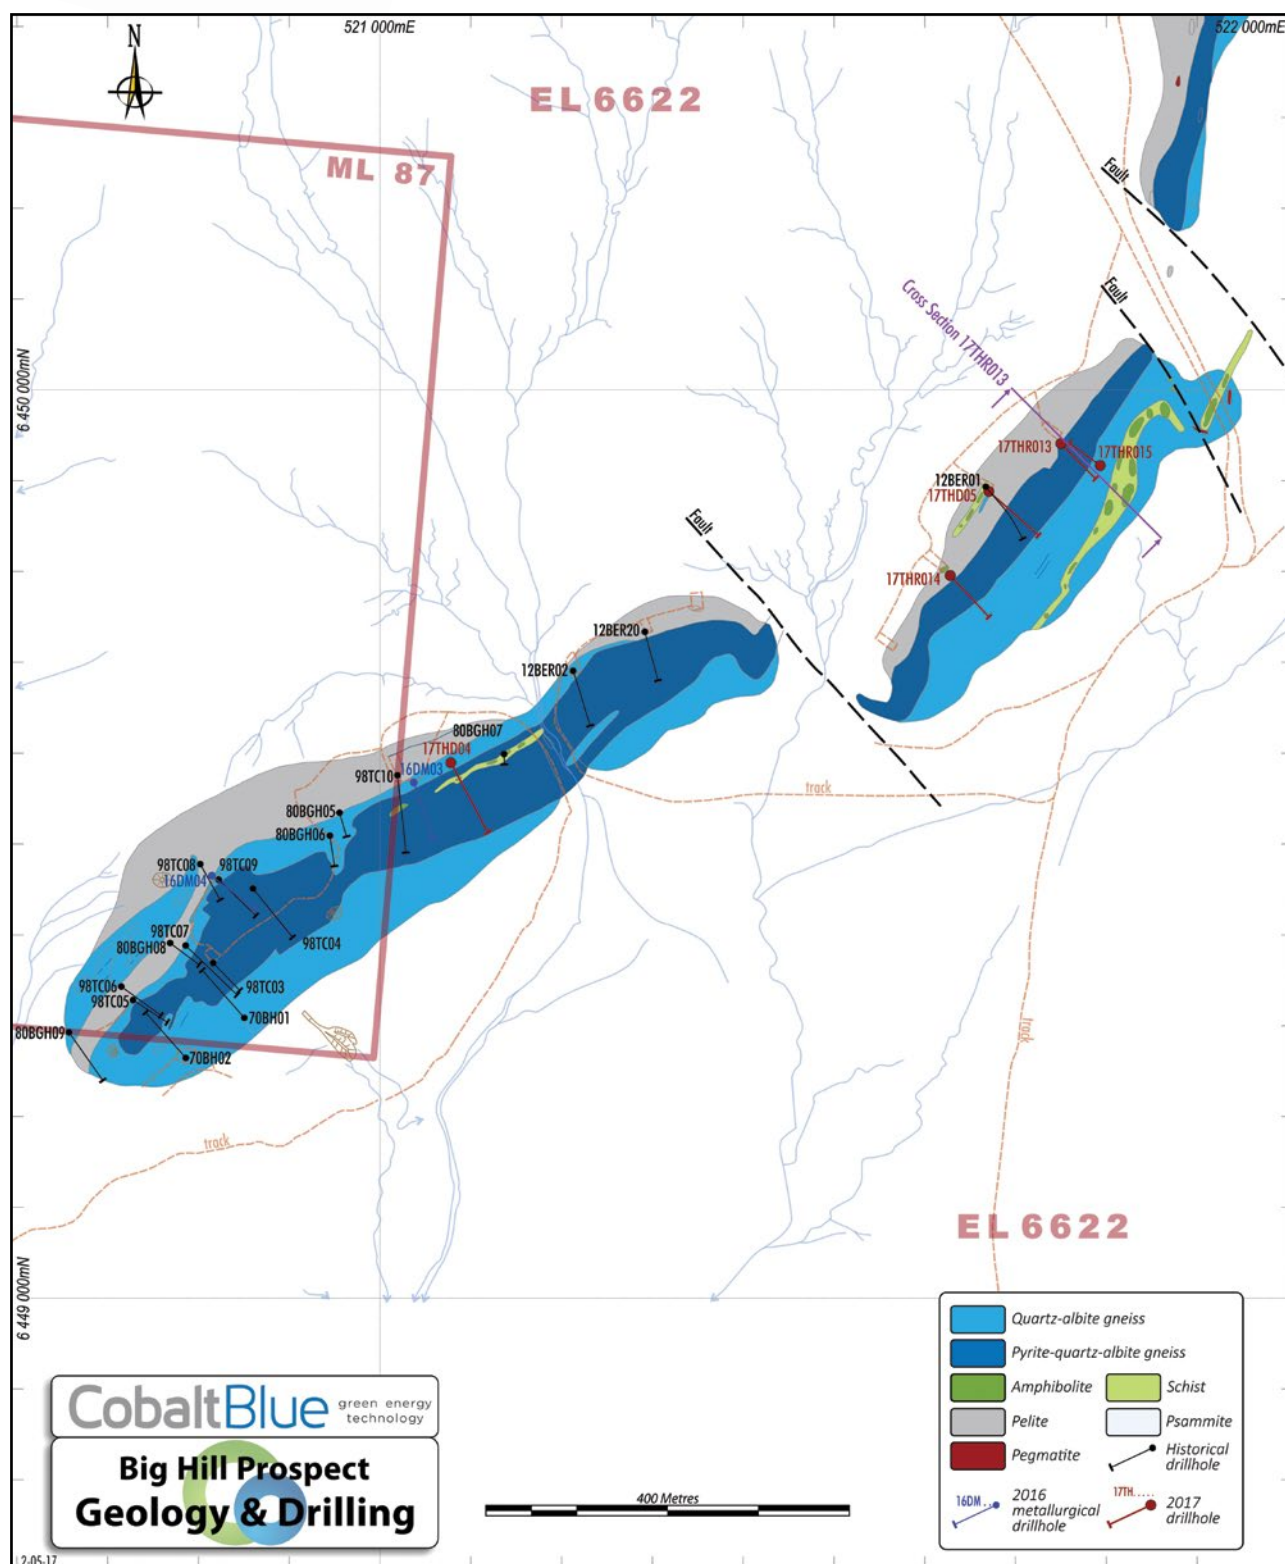 521 000mE
522 000mE
N
EL 6622
ML 87
Fault
Fault
Cross Section 17THR013
6 450 000mN
17THR013
17THR015
12BER01
17THD05
Fault
17THR014
12BER20
12BER02
80BGH07
17THD04
98TC10
16DM03
track
80BGH05
80BGH06
98TC08
98TC09
16DM04
98TC07
80BGH08
98TC04
98TC06
98TC03
98TC05
70BH01
80BGH09
70BH02
track
track
EL 6622
6 449 000mN
Quartz-albite gneiss
Pyrite-quartz-albite gneiss
Amphibolite
Schist
Pelite
Psammite
Pegmatite
Historical
drillhole
16DM . .
2016
metallurgical
drillhole
17TH. . . . .
2017
drillhole
CobaltBlue
green energy
technology
Big Hill Prospect
Geology & Drilling
400 Metres
2-05-17